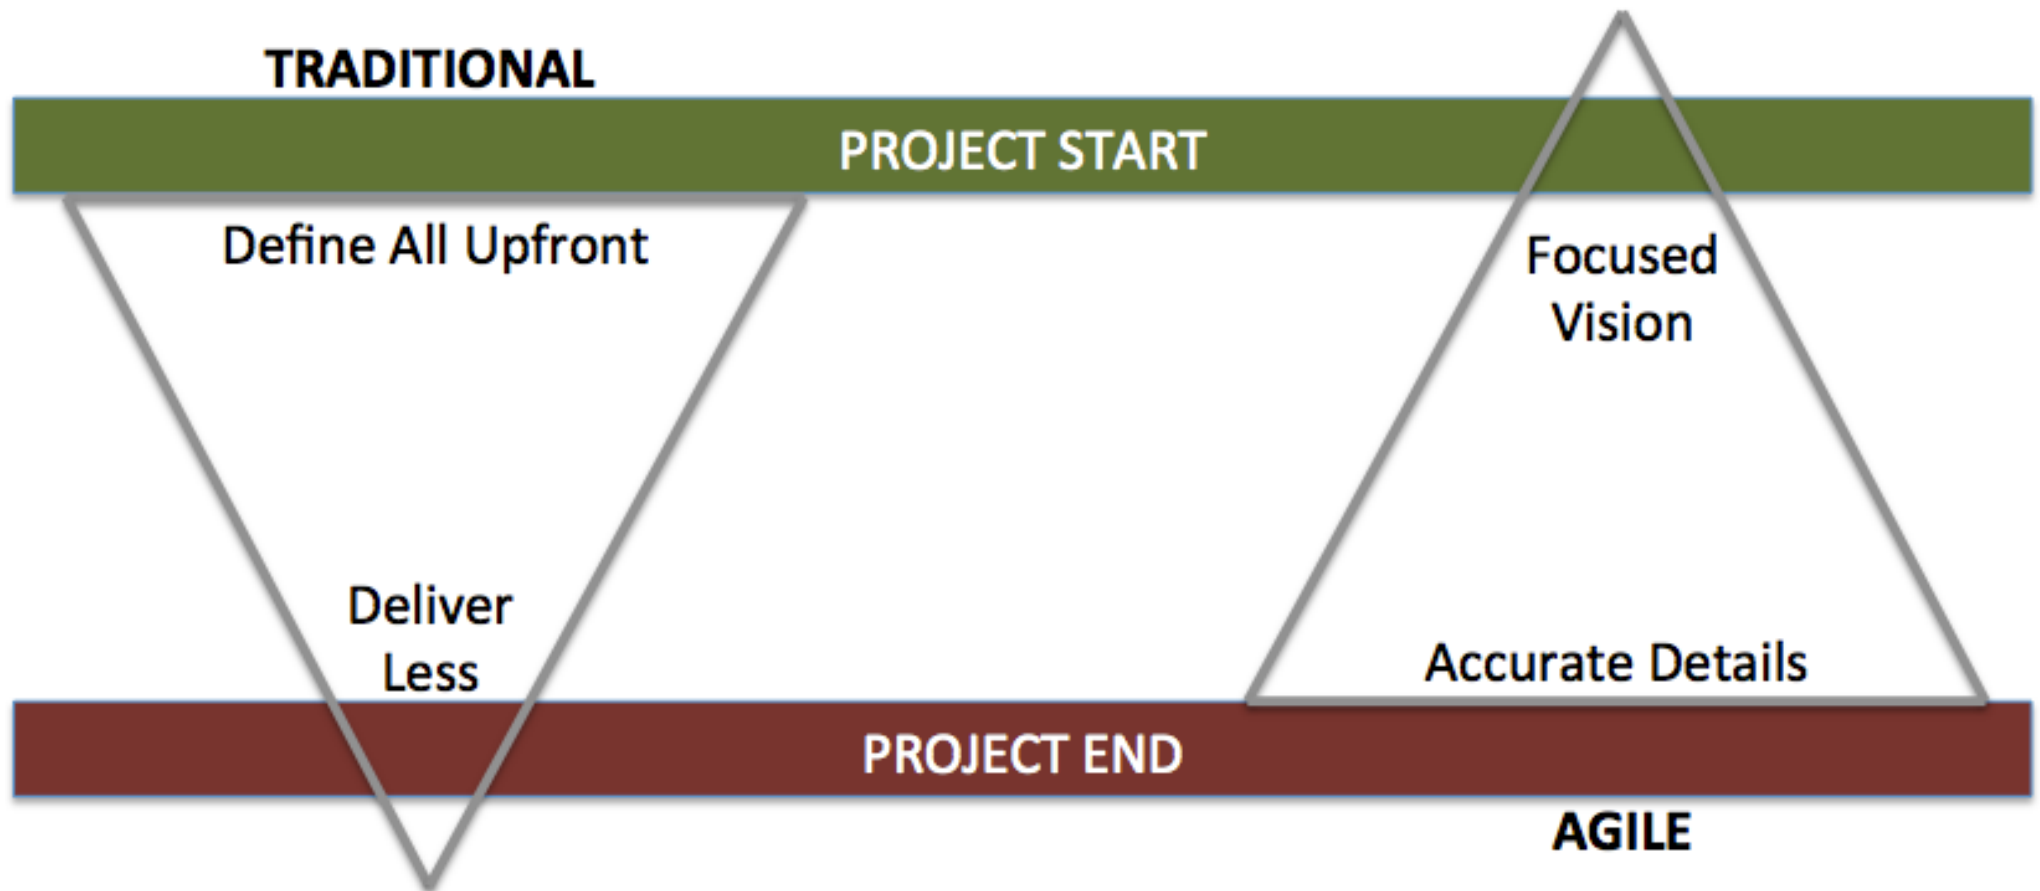 TRADITIONAL
PROJECT START
Define All Upfront
Focused
Vision
Deliver
Less
Accurate Details
PROJECT END
AGILE